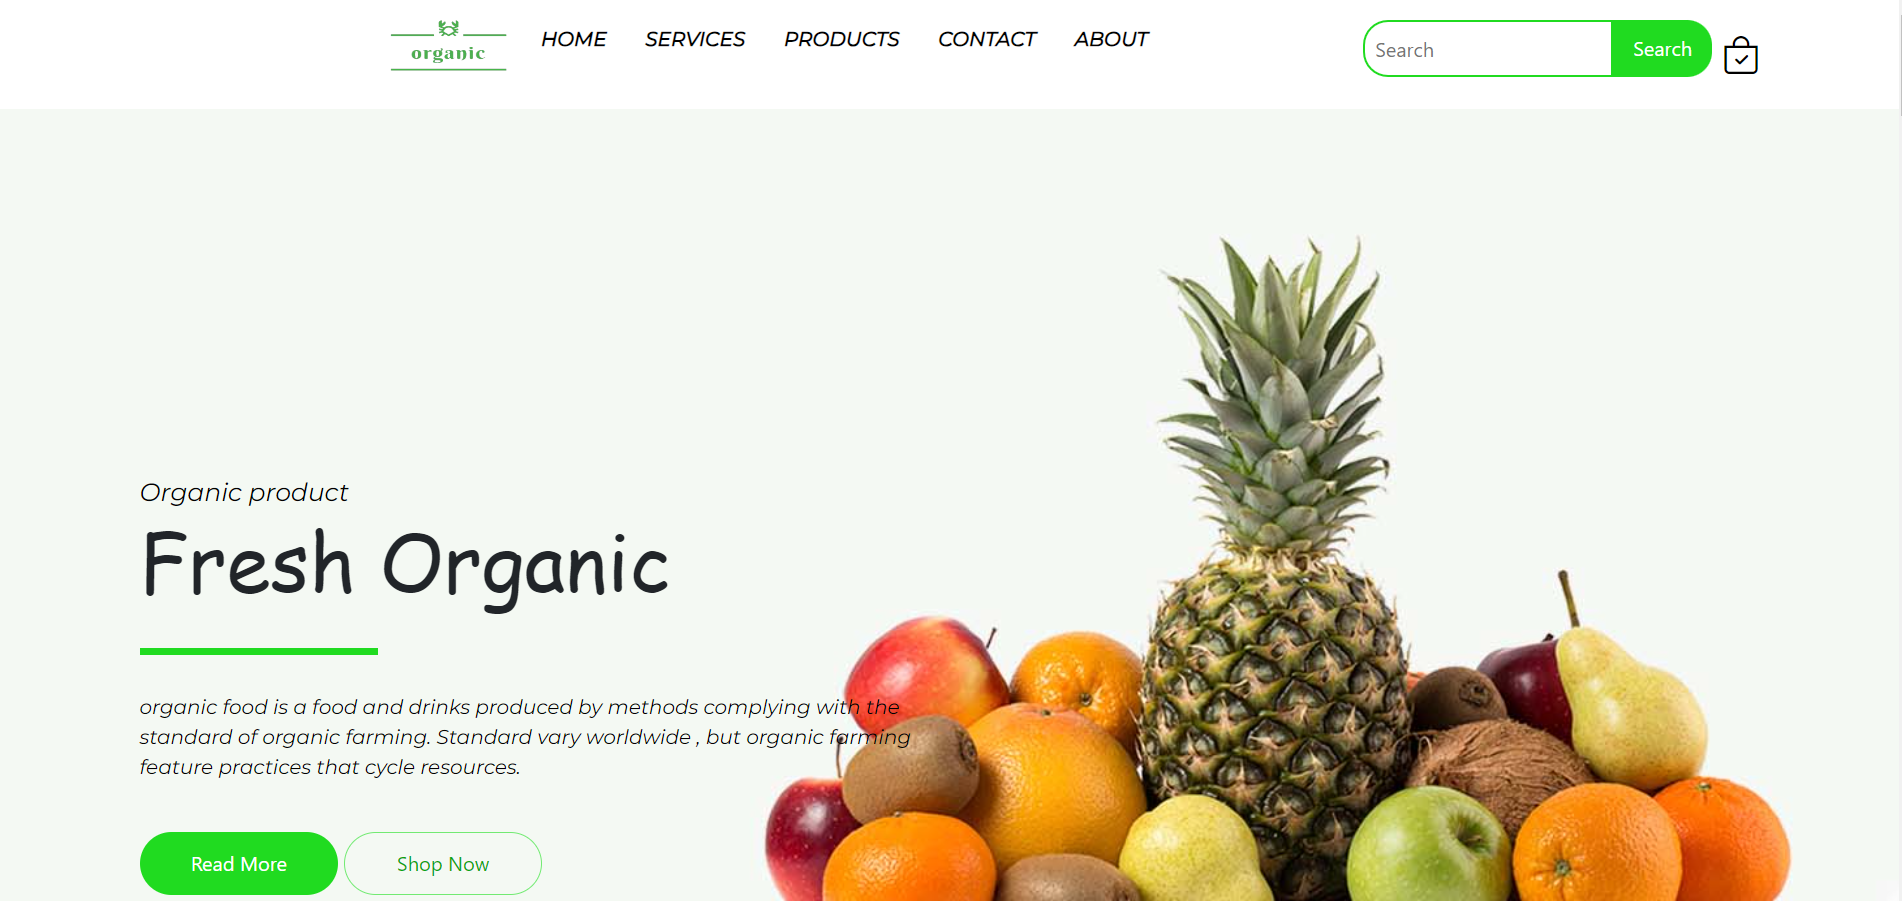 organic
HOME SERVICES PRODUCTS CONTACT ABOUT
Search Search
Organic product
Fresh Organic
organic food is a food and drinks produced by methods complying with the
standard of organic farming. Standard vary worldwide , but organic farming
feature practices that cycle resources.
Read More Shop Now